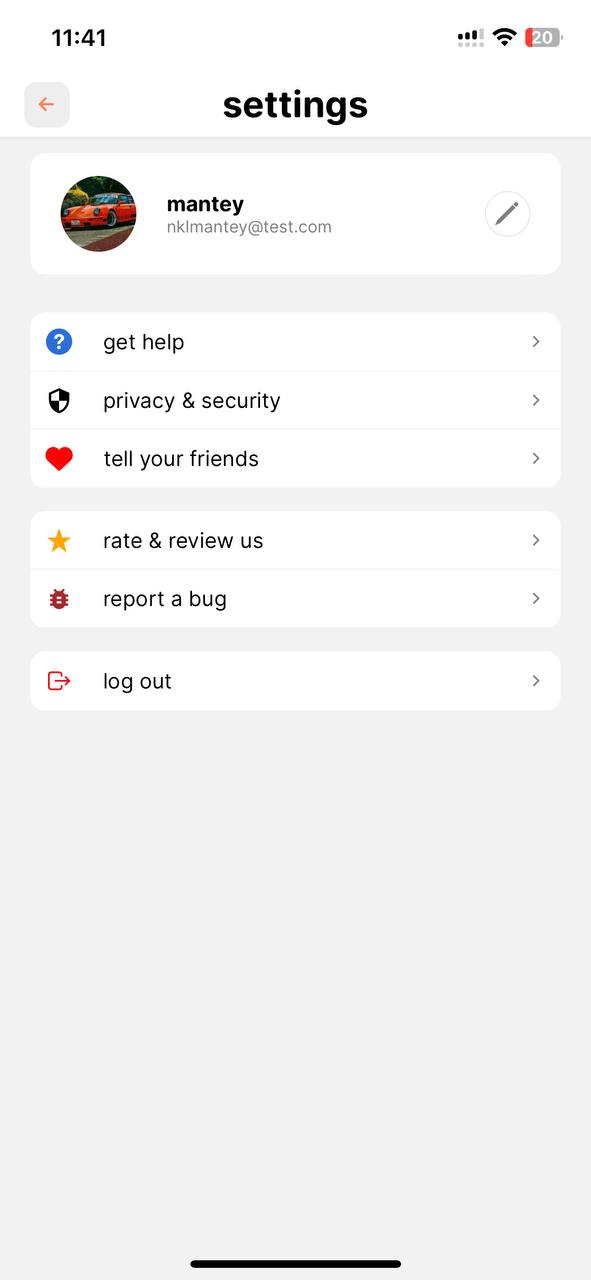 11:41
20
settings
mantey
nklmantey@test.com
get help
privacy & security
tell your friends
rate & review us
report a bug
log out